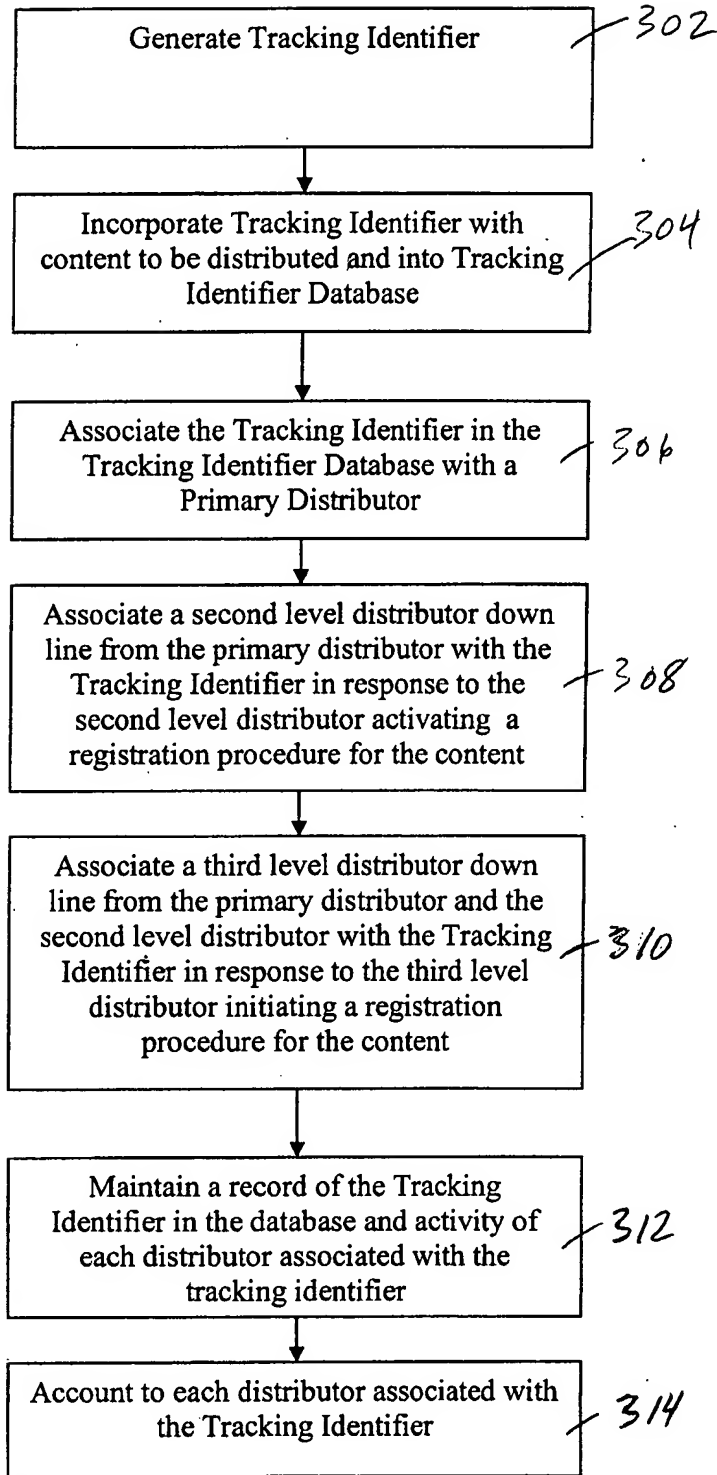 Generate Tracking Identifier
302
Incorporate Tracking Identifier with
content to be distributed and into Tracking
Identifier Database
304
Associate the Tracking Identifier in the
Tracking Identifier Database with a
Primary Distributor
306
Associate a second level distributor down
line from the primary distributor with the
Tracking Identifier in response to the
second level distributor activating a
registration procedure for the content
308
Associate a third level distributor down
line from the primary distributor and the
second level distributor with the Tracking
Identifier in response to the third level
distributor initiating a registration
procedure for the content
310
Maintain a record of the Tracking
Identifier in the database and activity of
each distributor associated with the
tracking identifier
312
Account to each distributor associated with
the Tracking Identifier
314